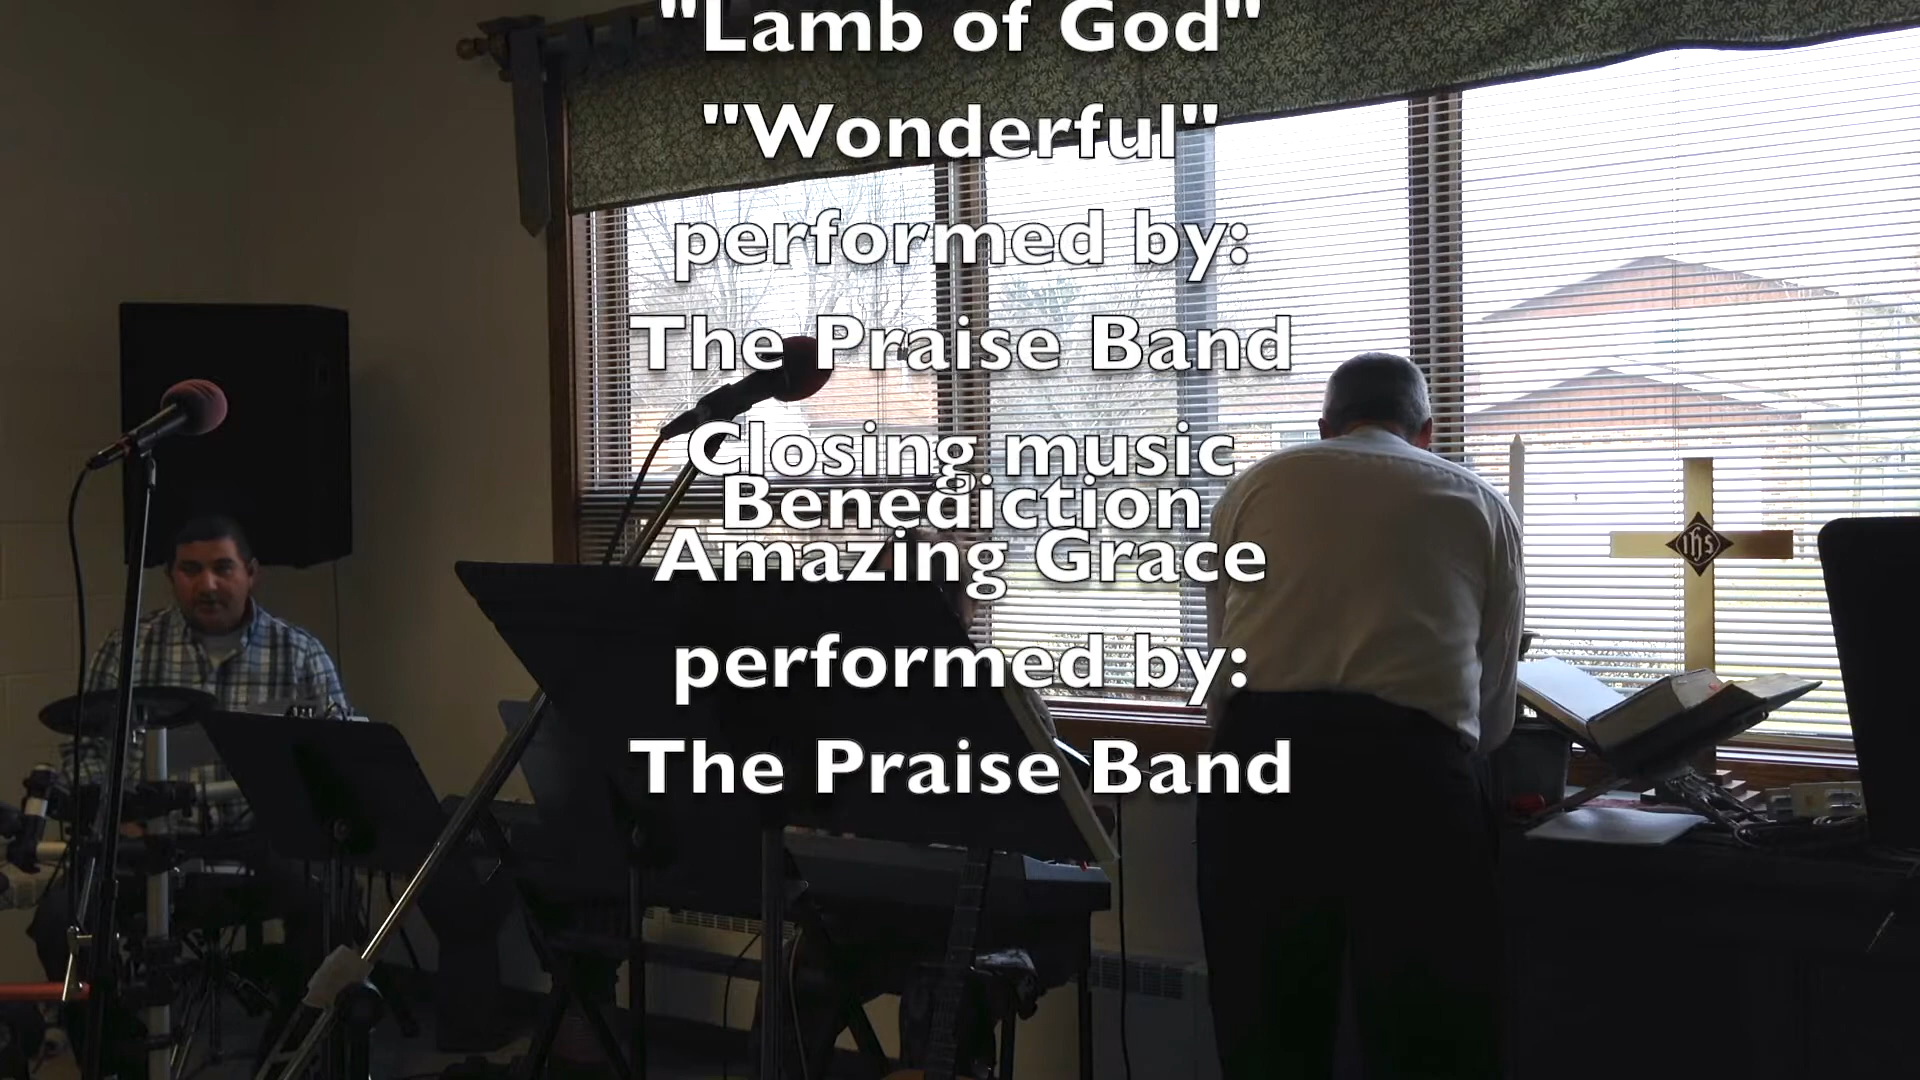 "Lamb of God"
"Wonderful"
performed by:
The Praise Band
Closing music
Benediction
Amazing Grace
performed by:
The Praise Band
ihs